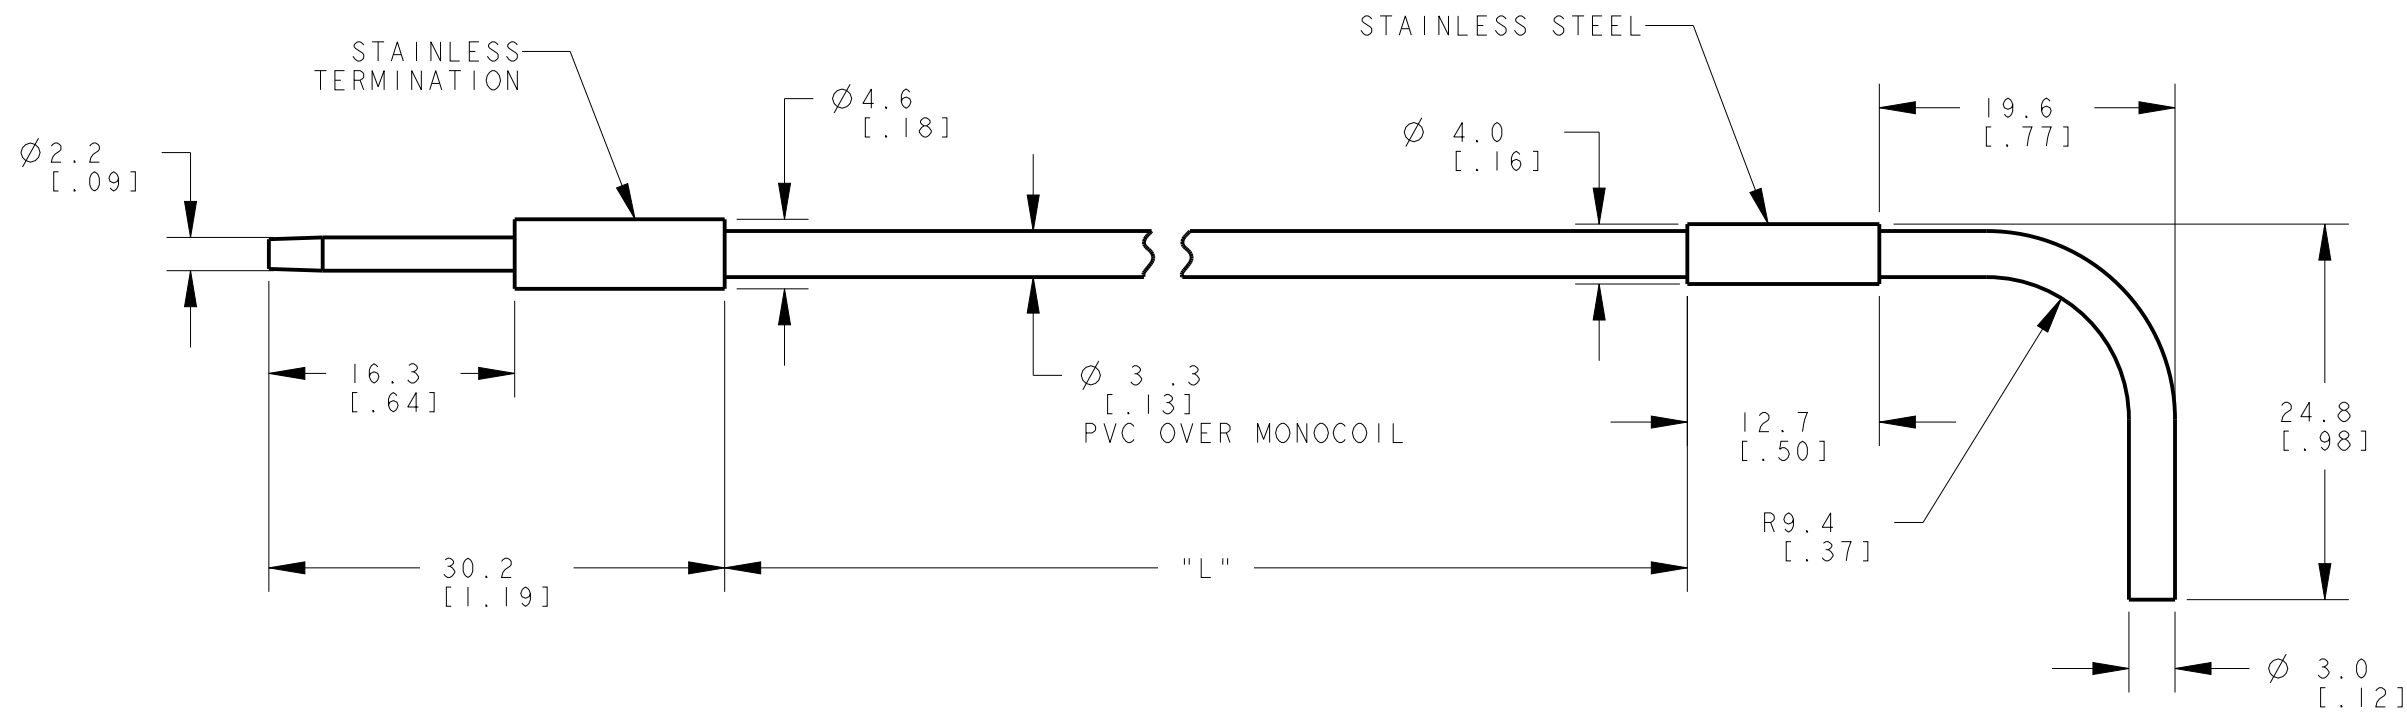 STAINLESS STEEL
STAINLESS
TERMINATION
Ø4.6
[.18]
19.6
[.77]
Ø 4.0
[.16]
Ø2.2
[.09]
16.3
[.64]
Ø 3 .3
[.13]
PVC OVER MONOCOIL
12.7
[.50]
24.8
[.98]
R9.4
[.37]
30.2
[1.19]
"L"
Ø 3.0
[.12]